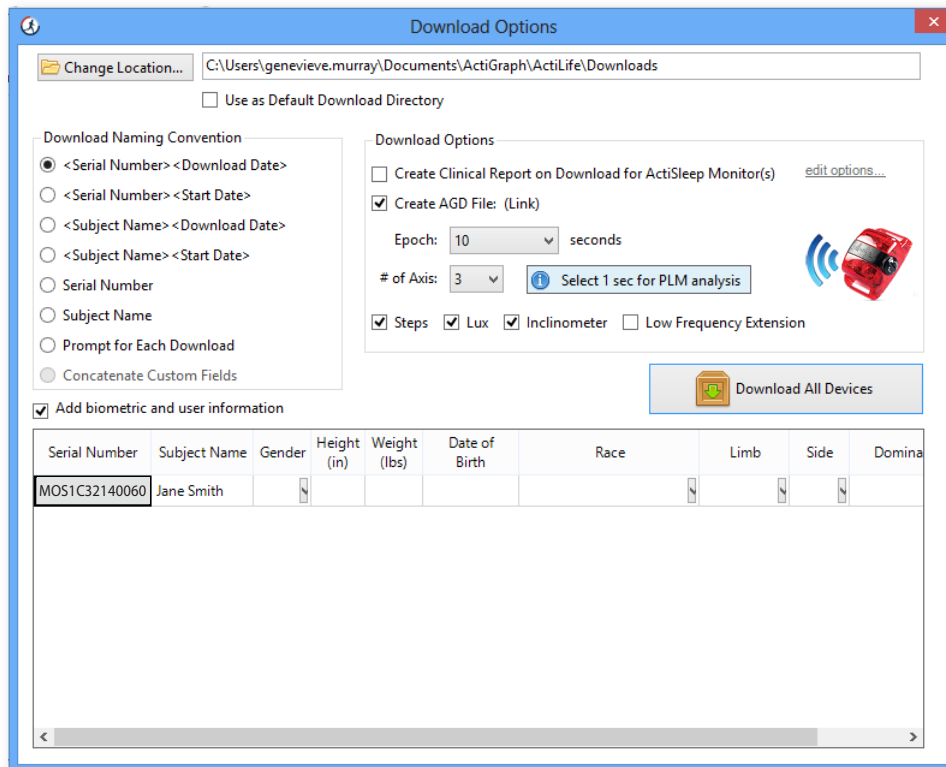 Download Options
Change Location...
C:\Users\genevieve.murray\Documents\ActiGraph\ActiLife\Downloads
Use as Default Download Directory
Download Naming Convention
<Serial Number><Download Date>
<Serial Number><Start Date>
<Subject Name><Download Date>
<Subject Name><Start Date>
Serial Number
Subject Name
Prompt for Each Download
Concatenate Custom Fields
Download Options
Create Clinical Report on Download for ActiSleep Monitor(s) edit options...
Create AGD File: (Link)
Epoch: 10 seconds
# of Axis: 3 Select 1 sec for PLM analysis
Steps Lux Inclinometer Low Frequency Extension
Download All Devices
Add biometric and user information
Serial Number Subject Name Gender Height (in) Weight (lbs) Date of Birth Race Limb Side Domina
MOS1C32140060 Jane Smith